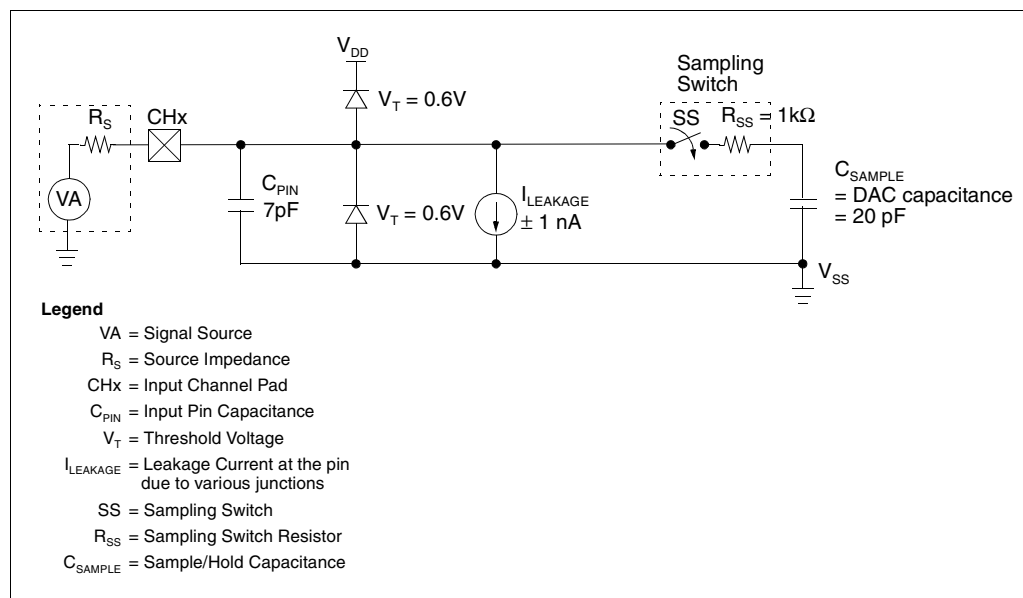 V_DD
Sampling
Switch
R_S
CHx
V_T = 0.6V
SS
R_SS = 1kΩ
VA
C_PIN
7pF
V_T = 0.6V
I_LEAKAGE
± 1 nA
C_SAMPLE
= DAC capacitance
= 20 pF
V_SS
Legend
VA = Signal Source
R_S = Source Impedance
CHx = Input Channel Pad
C_PIN = Input Pin Capacitance
V_T = Threshold Voltage
I_LEAKAGE = Leakage Current at the pin
due to various junctions
SS = Sampling Switch
R_SS = Sampling Switch Resistor
C_SAMPLE = Sample/Hold Capacitance